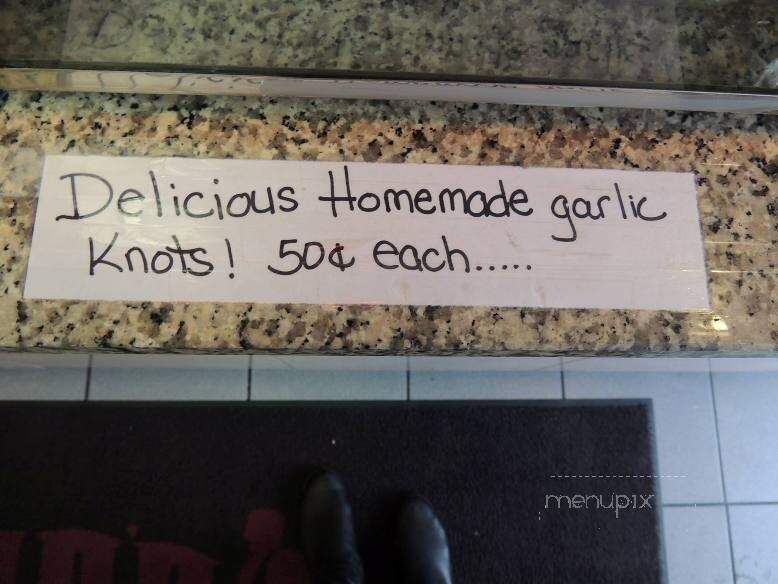 Delicious Homemade garlic
Knots! 50¢ each.....
menupix